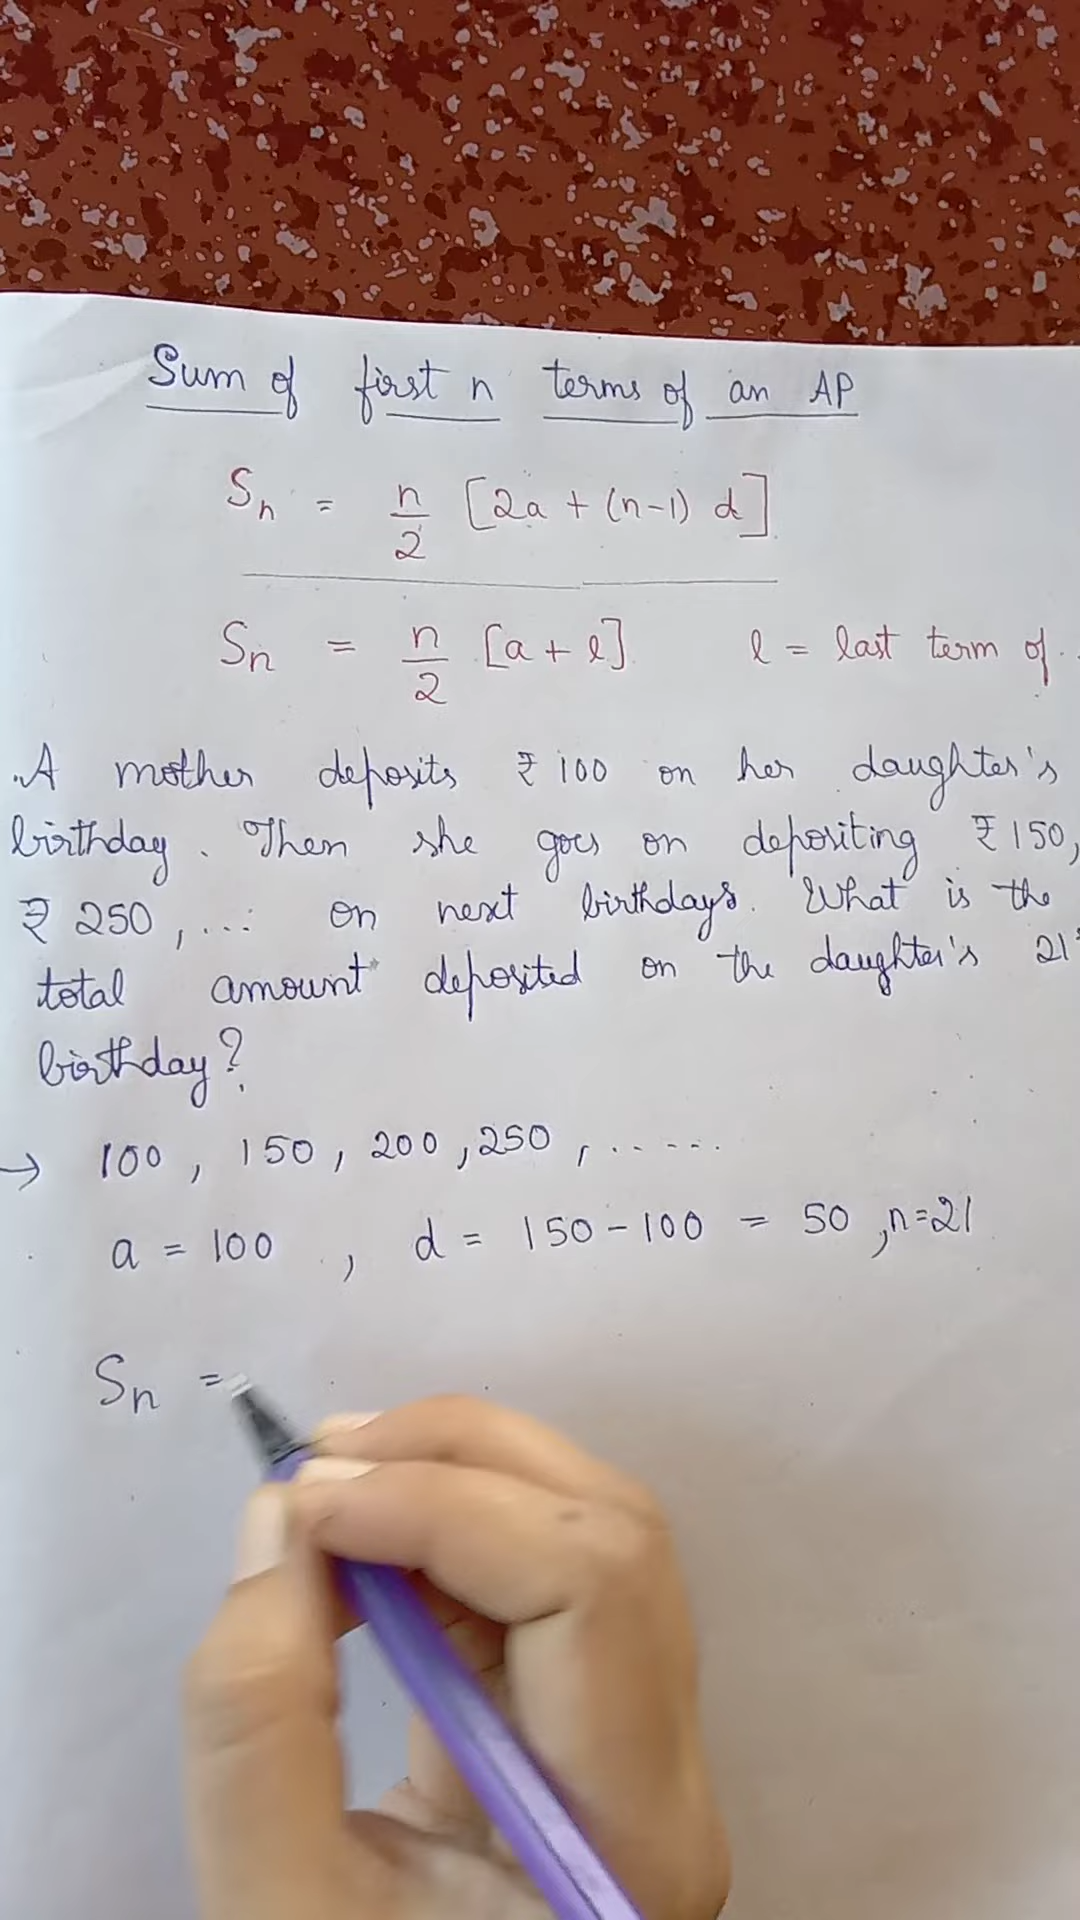 Sum of first n terms of an AP
Sn = n/2 [2a + (n-1) d]
Sn = n/2 [a + l] l = last term of
A mother deposits ₹ 100 on her daughter's
birthday. Then she goes on depositing ₹ 150,
₹ 250, ... on next birthdays. What is the
total amount deposited on the daughter's 21
birthday?
→ 100, 150, 200, 250, ......
a = 100, d = 150 - 100 = 50, n=21
Sn =